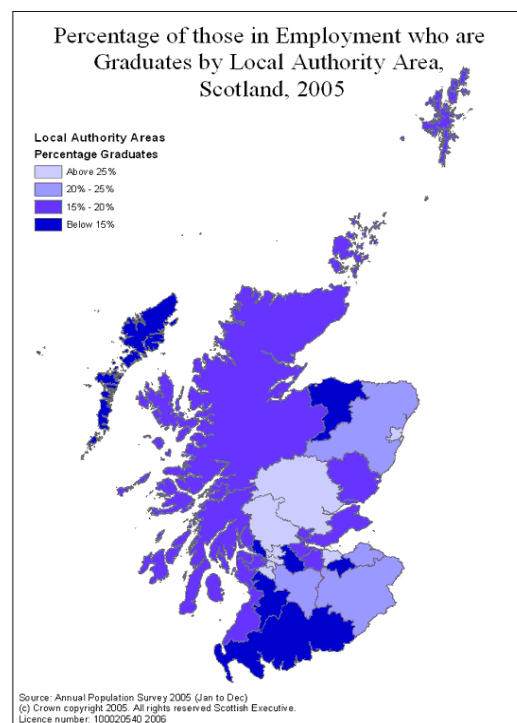 Percentage of those in Employment who are
Graduates by Local Authority Area,
Scotland, 2005
Local Authority Areas
Percentage Graduates
Above 25%
20% - 25%
15% - 20%
Below 15%
Source: Annual Population Survey 2005 (Jan to Dec)
(c) Crown copyright 2005. All rights reserved Scottish Executive.
Licence number: 100020540 2006